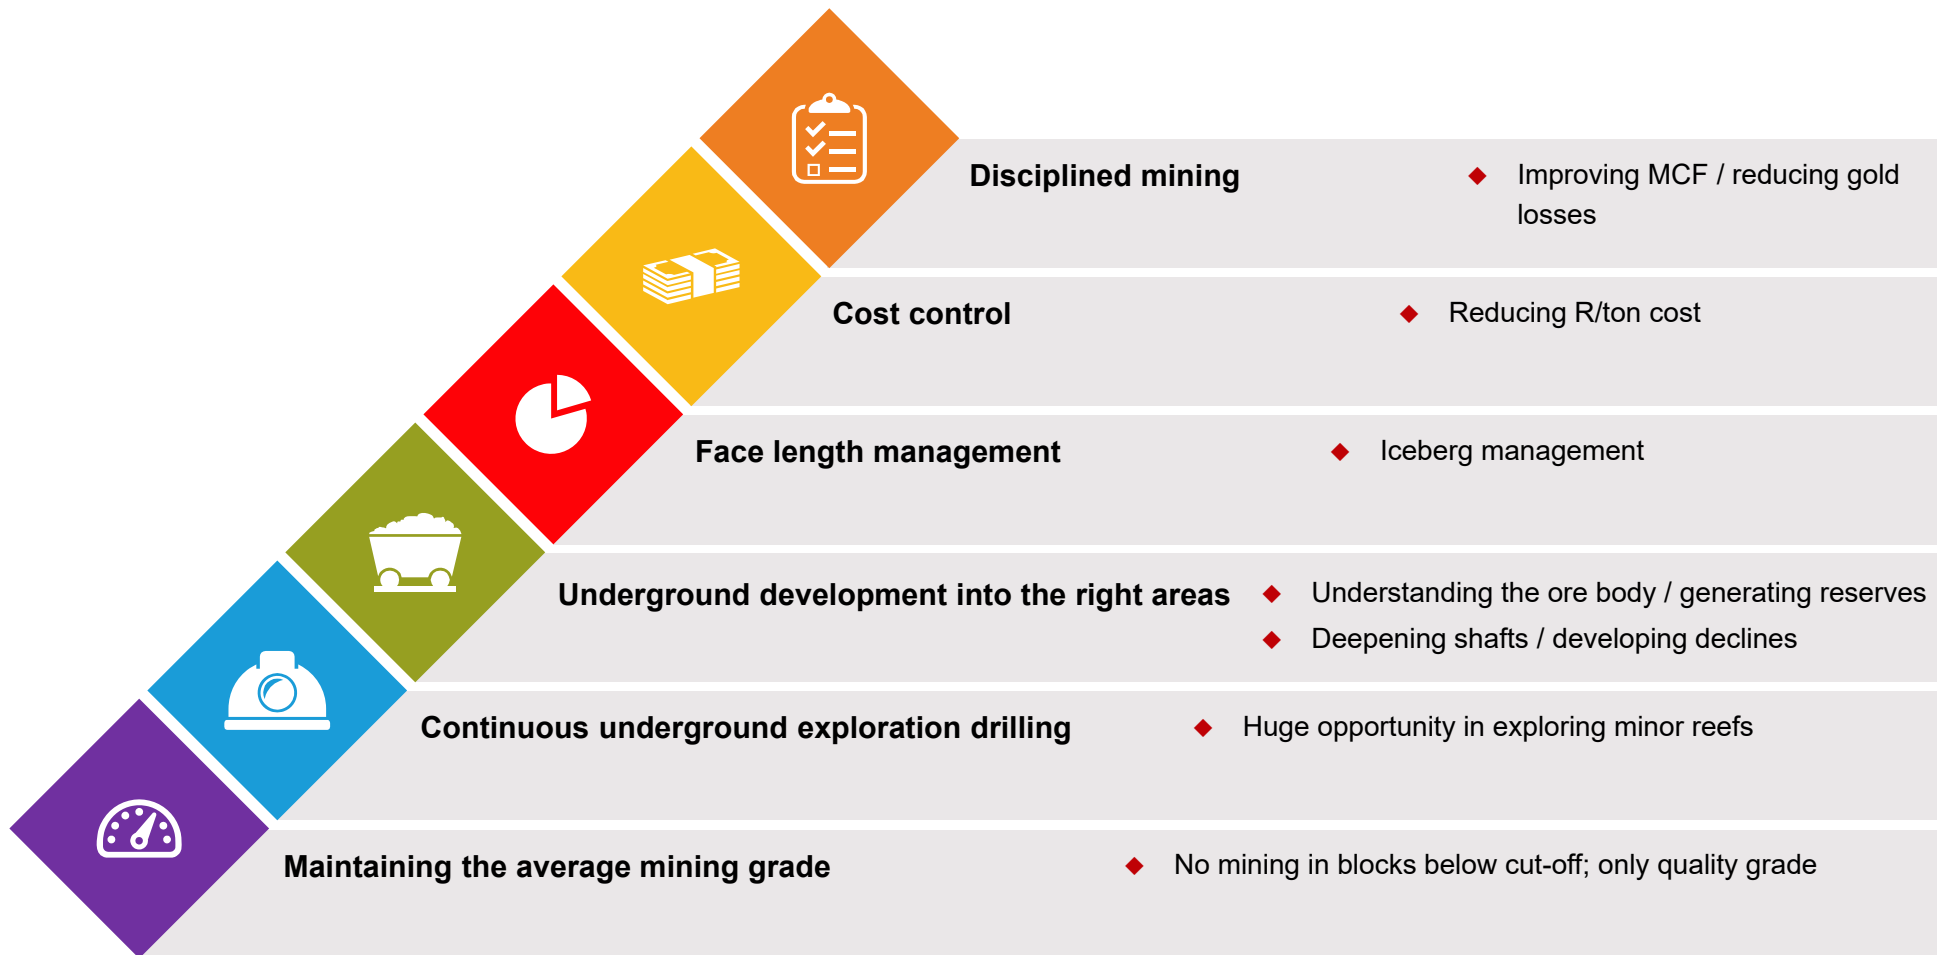 Disciplined mining
Improving MCF / reducing gold
losses
Cost control
Reducing R/ton cost
Face length management
Iceberg management
Underground development into the right areas
Understanding the ore body / generating reserves
Deepening shafts / developing declines
Continuous underground exploration drilling
Huge opportunity in exploring minor reefs
Maintaining the average mining grade
No mining in blocks below cut-off; only quality grade